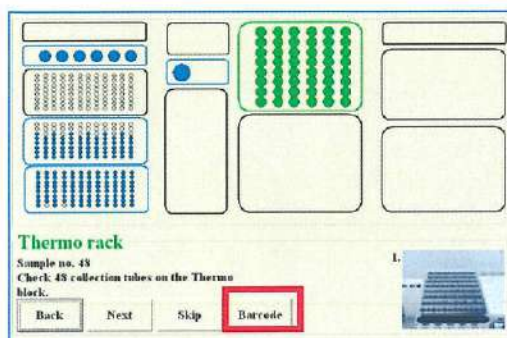 Thermo rack
Sample no. 48
Check 48 collection tubes on the Thermo
block.
1.
Back Next Skip Barcode